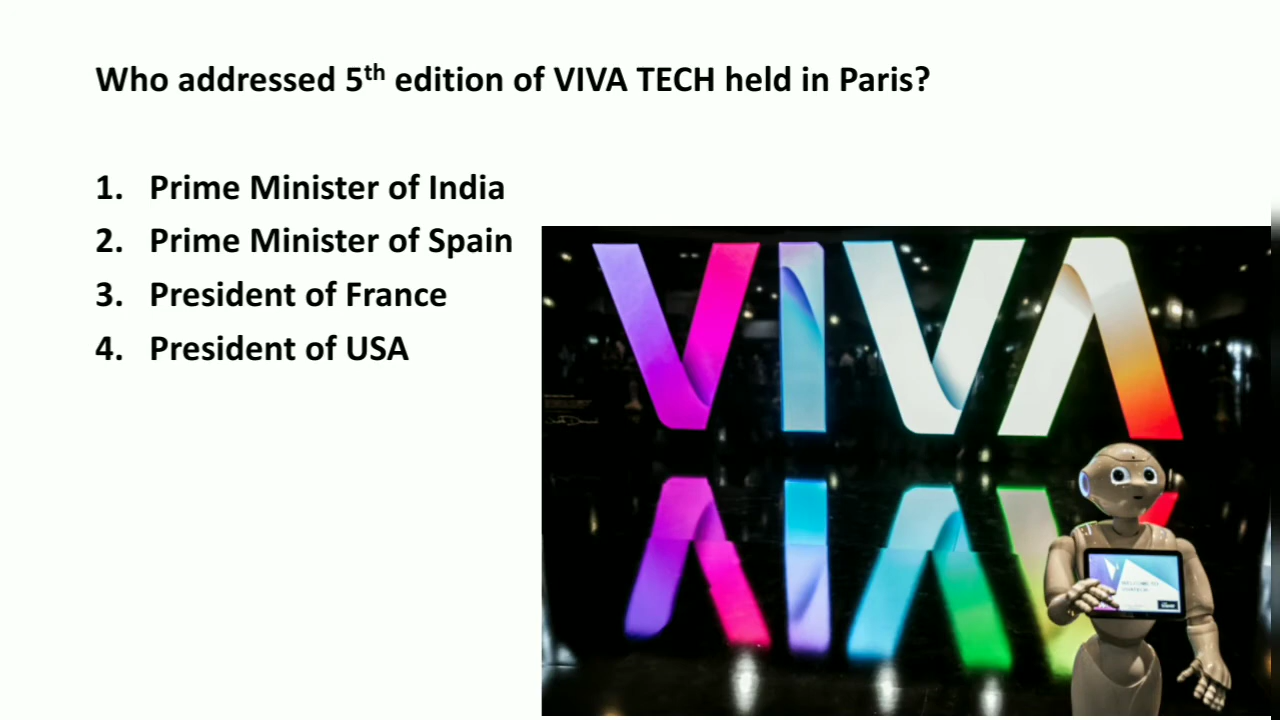 Who addressed 5th edition of VIVA TECH held in Paris?
1. Prime Minister of India
2. Prime Minister of Spain
3. President of France
4. President of USA
VIVA